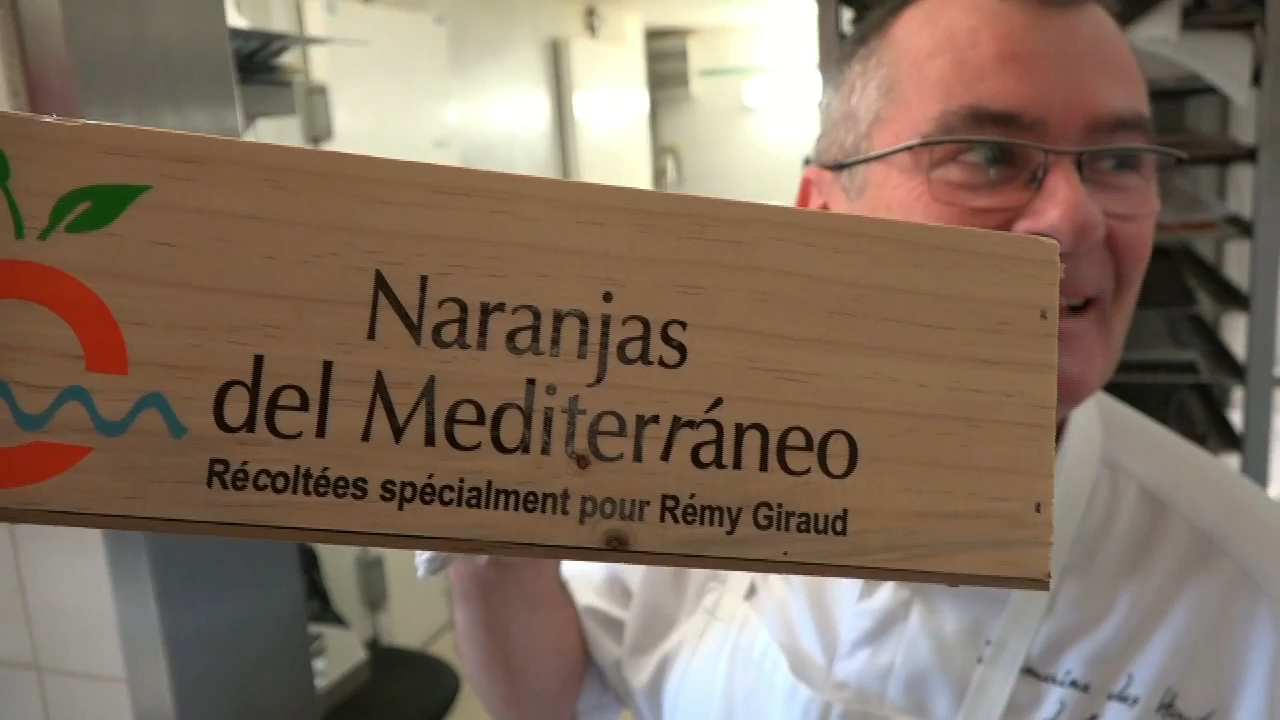 Naranjas
del Mediterráneo
Récoltées spécialment pour Rémy Giraud